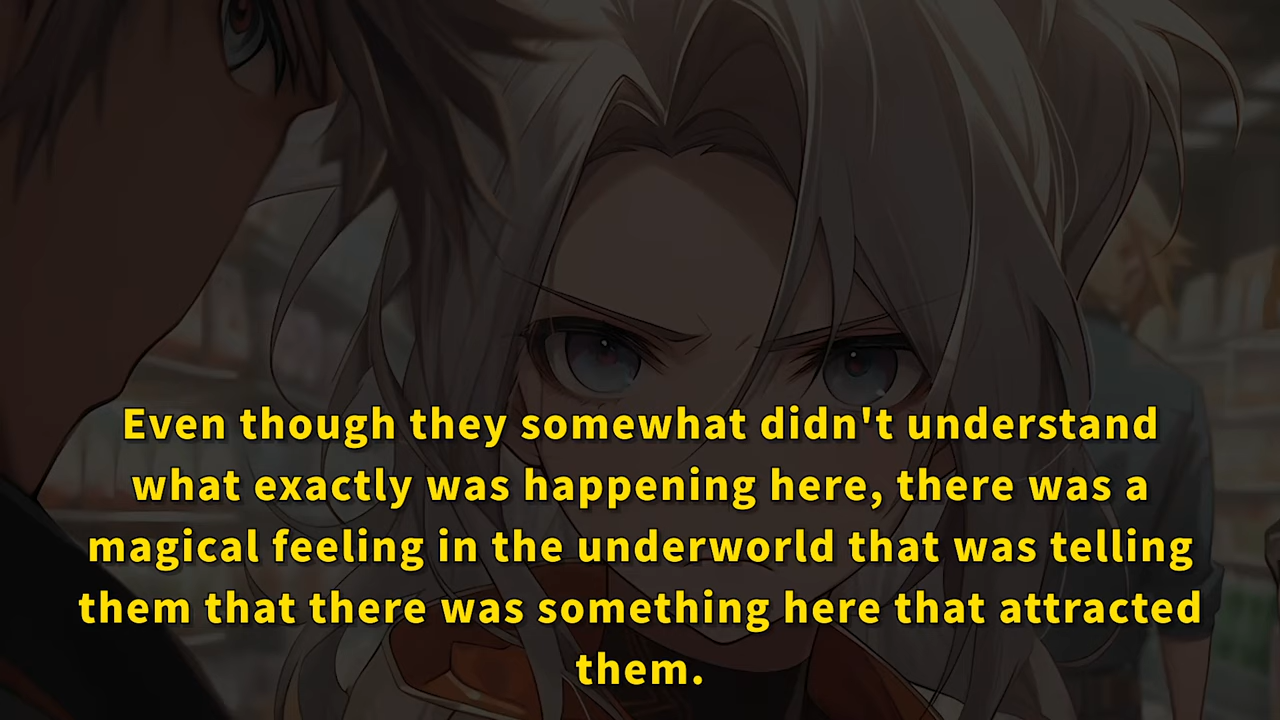 Even though they somewhat didn't understand
what exactly was happening here, there was a
magical feeling in the underworld that was telling
them that there was something here that attracted
them.